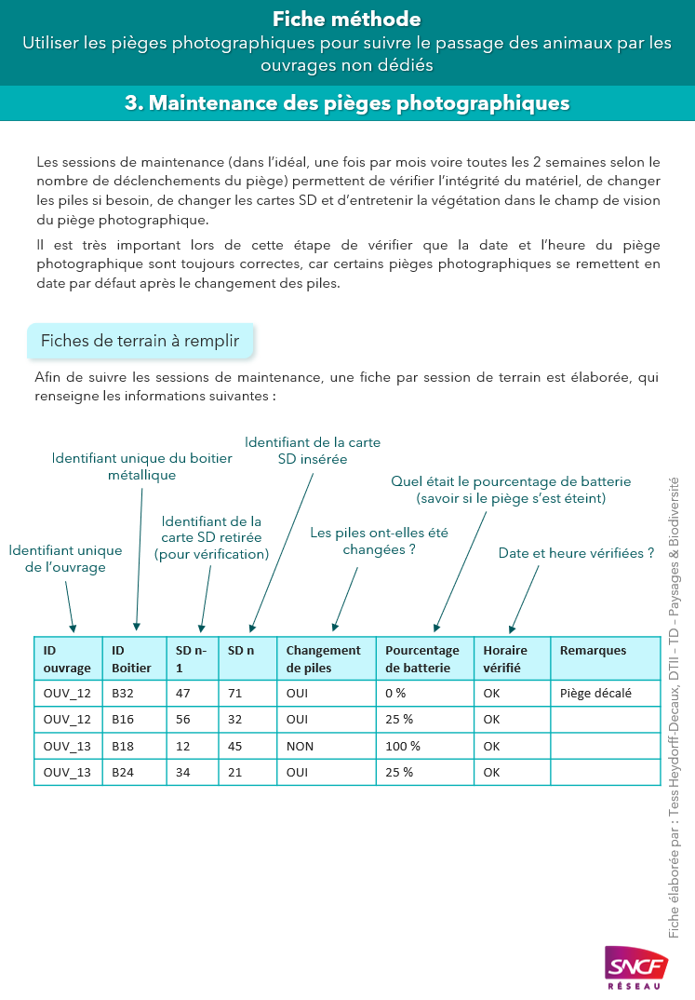 Fiche méthode
Utiliser les pièges photographiques pour suivre le passage des animaux par les
ouvrages non dédiés
3. Maintenance des pièges photographiques
Les sessions de maintenance (dans l’idéal, une fois par mois voire toutes les 2 semaines selon le
nombre de déclenchements du piège) permettent de vérifier l’intégrité du matériel, de changer
les piles si besoin, de changer les cartes SD et d’entretenir la végétation dans le champ de vision
du piège photographique.
Il est très important lors de cette étape de vérifier que la date et l’heure du piège
photographique sont toujours correctes, car certains pièges photographiques se remettent en
date par défaut après le changement des piles.
Fiches de terrain à remplir
Afin de suivre les sessions de maintenance, une fiche par session de terrain est élaborée, qui
renseigne les informations suivantes :
Identifiant unique
de l’ouvrage
Identifiant unique du boitier
métallique
Identifiant de la
carte SD retirée
(pour vérification)
Identifiant de la carte
SD insérée
Les piles ont-elles été
changées ?
Quel était le pourcentage de batterie
(savoir si le piège s’est éteint)
Date et heure vérifiées ?
ID ouvrage ID Boitier SD n-1 SD n Changement de piles Pourcentage de batterie Horaire vérifié Remarques
OUV_12 B32 47 71 OUI 0 % OK Piège décalé
OUV_12 B16 56 32 OUI 25 % OK
OUV_13 B18 12 45 NON 100 % OK
OUV_13 B24 34 21 OUI 25 % OK
Fiche élaborée par : Tess Heydorff-Decaux, DTII – TD - Paysages & Biodiversité
SNCF
RÉSEAU